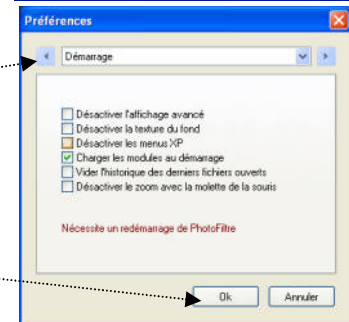 Préférences
Démarrage
Désactiver l'affichage avancé
Désactiver la texture du fond
Désactiver les menus XP
Charger les modules au démarrage
Vider l'historique des derniers fichiers ouverts
Désactiver le zoom avec la molette de la souris
Nécessite un redémarrage de PhotoFiltre
Ok Annuler